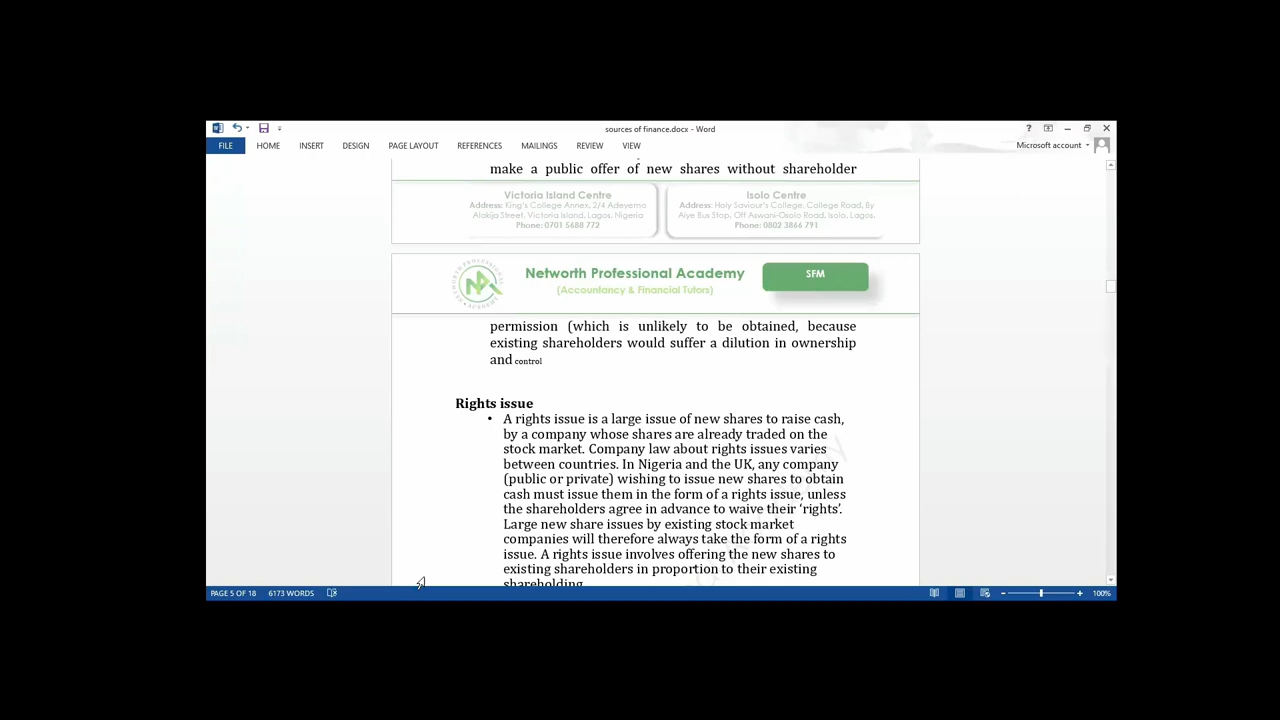 sources of finance.docx - Word
FILE HOME INSERT DESIGN PAGE LAYOUT REFERENCES MAILINGS REVIEW VIEW Microsoft account
make a public offer of new shares without shareholder
Victoria Island Centre
Address: King's College Annex, 2/4 Adeyemo
Alakija Street, Victoria Island, Lagos, Nigeria
Phone: 0701 5688 772
Isolo Centre
Address: Holy Saviour's College, College Road, By
Aiye Bus Stop, Off Aswani-Osolo Road, Isolo, Lagos.
Phone: 0802 3866 791
Networth Professional Academy
(Accountancy & Financial Tutors)
SFM
permission (which is unlikely to be obtained, because
existing shareholders would suffer a dilution in ownership
and control
Rights issue
• A rights issue is a large issue of new shares to raise cash,
by a company whose shares are already traded on the
stock market. Company law about rights issues varies
between countries. In Nigeria and the UK, any company
(public or private) wishing to issue new shares to obtain
cash must issue them in the form of a rights issue, unless
the shareholders agree in advance to waive their ‘rights’.
Large new share issues by existing stock market
companies will therefore always take the form of a rights
issue. A rights issue involves offering the new shares to
existing shareholders in proportion to their existing
shareholding.
PAGE 5 OF 18 6173 WORDS 100%